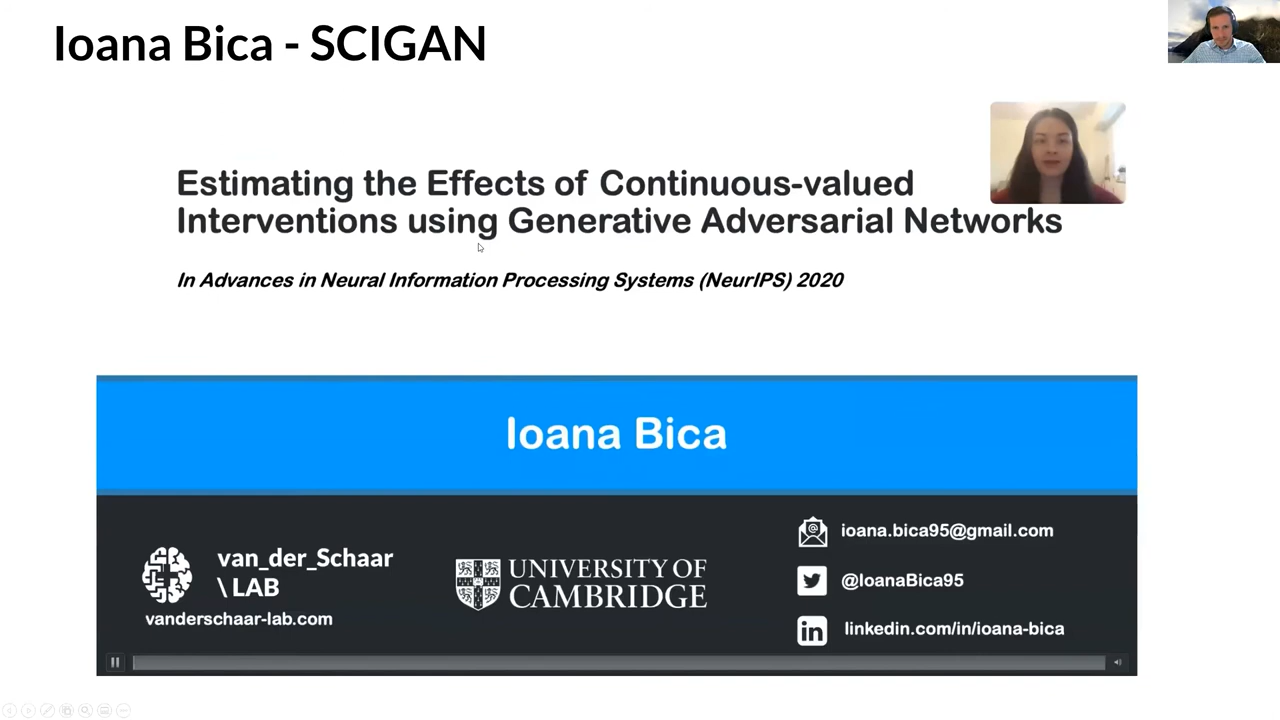 Ioana Bica - SCIGAN
Estimating the Effects of Continuous-valued
Interventions using Generative Adversarial Networks
In Advances in Neural Information Processing Systems (NeurIPS) 2020
Ioana Bica
van_der_Schaar
\ LAB
vanderschaar-lab.com
UNIVERSITY OF
CAMBRIDGE
ioana.bica95@gmail.com
@IoanaBica95
in
linkedin.com/in/ioana-bica